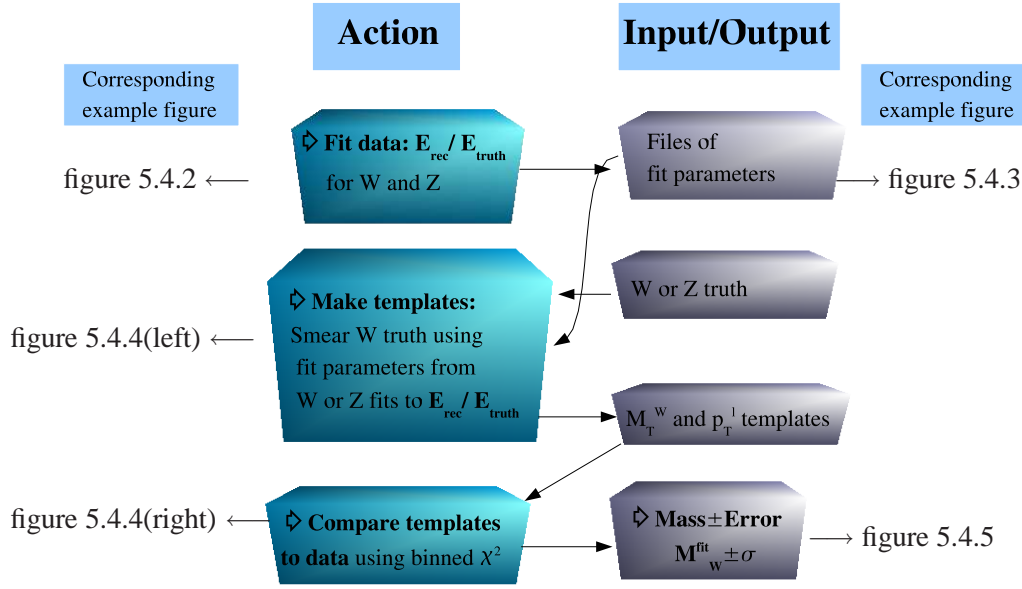 Action
Input/Output
Corresponding
example figure
Corresponding
example figure
⇨ Fit data: E_rec / E_truth
for W and Z
Files of
fit parameters
figure 5.4.2 ←
→ figure 5.4.3
W or Z truth
⇨ Make templates:
Smear W truth using
fit parameters from
W or Z fits to E_rec / E_truth
figure 5.4.4(left) ←
M_T^W and p_T^l templates
figure 5.4.4(right) ←
⇨ Compare templates
to data using binned χ²
⇨ Mass±Error
M^fit_W ±σ
→ figure 5.4.5